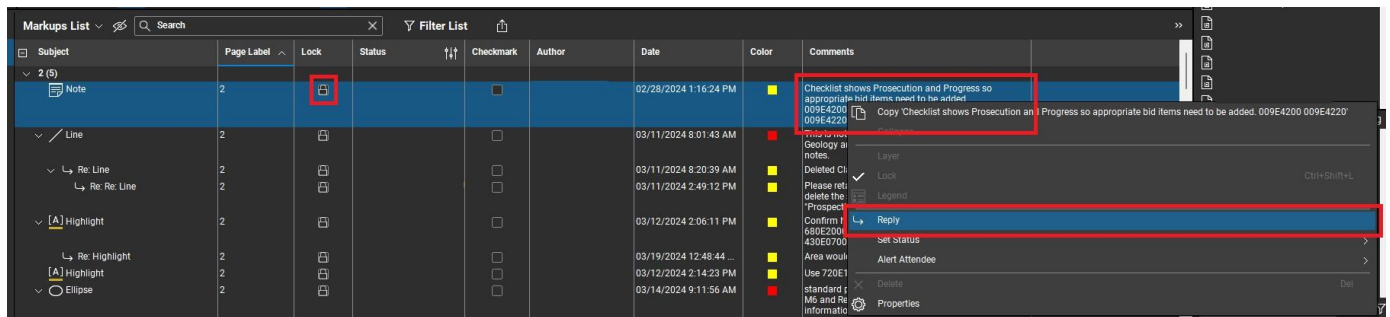 Markups List
Search
Filter List
Subject Page Label Lock Status Checkmark Author Date Color Comments
2 (5)
Note 2 02/28/2024 1:16:24 PM Checklist shows Prosecution and Progress so
appropriate bid items need to be added.
009E4200
009E4220
Copy 'Checklist shows Prosecution and Progress so appropriate bid items need to be added. 009E4200 009E4220'
Collapse
Line 2 03/11/2024 8:01:43 AM This is not
Geology
notes.
Layer
Re: Line 2 03/11/2024 8:20:39 AM Deleted
Lock Ctrl+Shift+L
Re: Re: Line 2 03/11/2024 2:49:12 PM Please
delete the
Legend
Highlight 2 03/12/2024 2:06:11 PM Confirm
Reply
Set Status
Re: Highlight 2 03/19/2024 12:48:44 ... Area
Alert Attendee
Highlight 2 03/12/2024 2:14:23 PM Use 720E1
Delete Del
Ellipse 2 03/14/2024 9:11:56 AM standard
M6 and
Properties